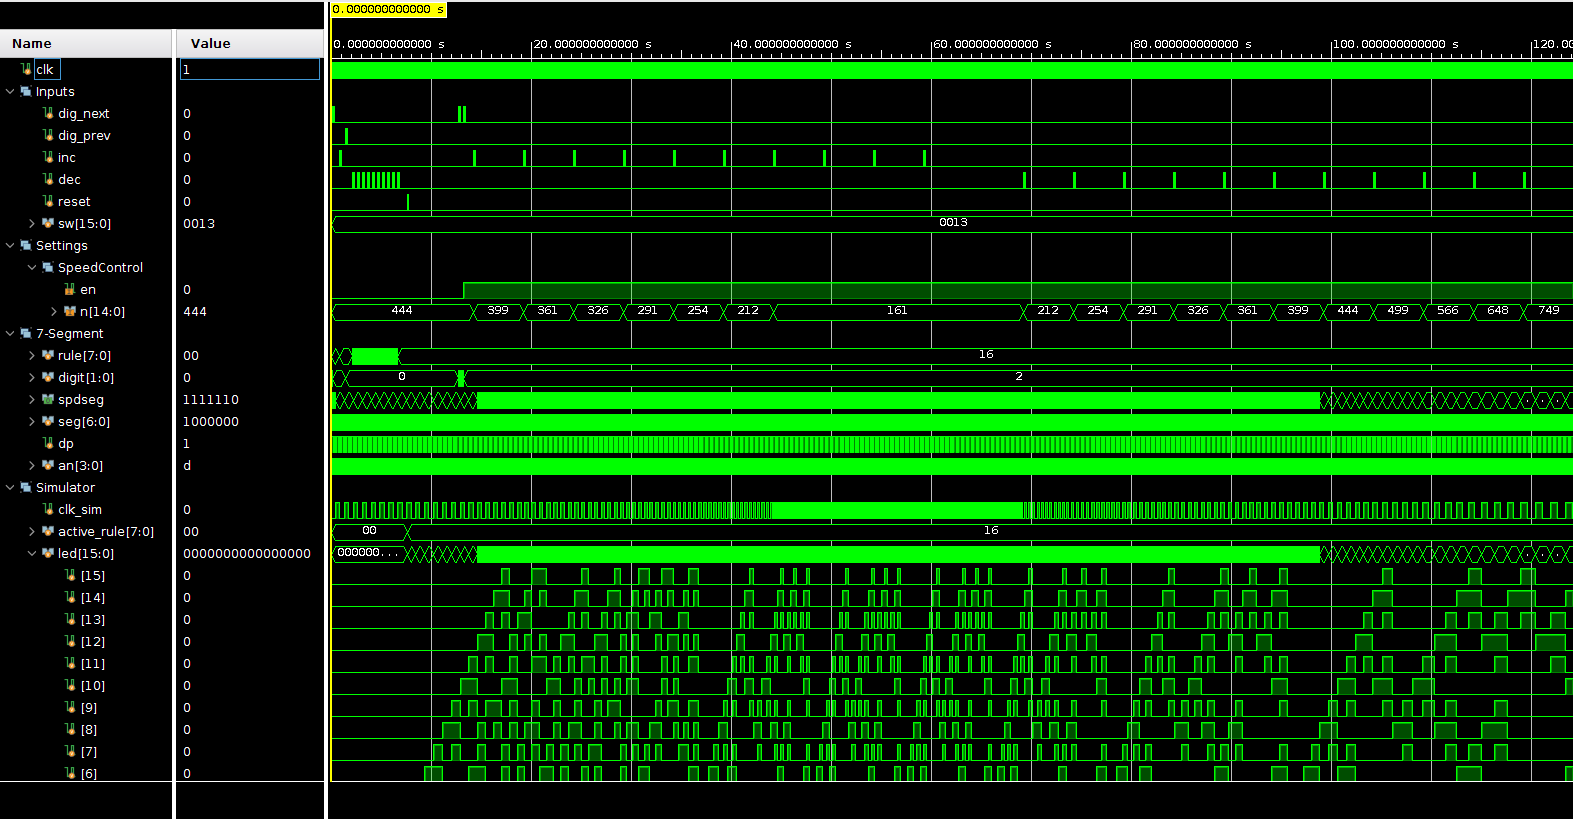 0.000000000000 s
Name Value
0.000000000000 s 20.000000000000 s 40.000000000000 s 60.000000000000 s 80.000000000000 s 100.000000000000 s 120.00
clk 1
Inputs
dig_next 0
dig_prev 0
inc 0
dec 0
reset 0
sw[15:0] 0013 0013
Settings
SpeedControl
en 0
n[14:0] 444 444 399 361 326 291 254 212 161 212 254 291 326 361 399 444 499 566 648 749
7-Segment
rule[7:0] 00 16
digit[1:0] 0 0 2
spdseg 1111110
seg[6:0] 1000000
dp 1
an[3:0] d
Simulator
clk_sim 0
active_rule[7:0] 00 00 16
led[15:0] 0000000000000000 000000...
[15] 0
[14] 0
[13] 0
[12] 0
[11] 0
[10] 0
[9] 0
[8] 0
[7] 0
[6] 0